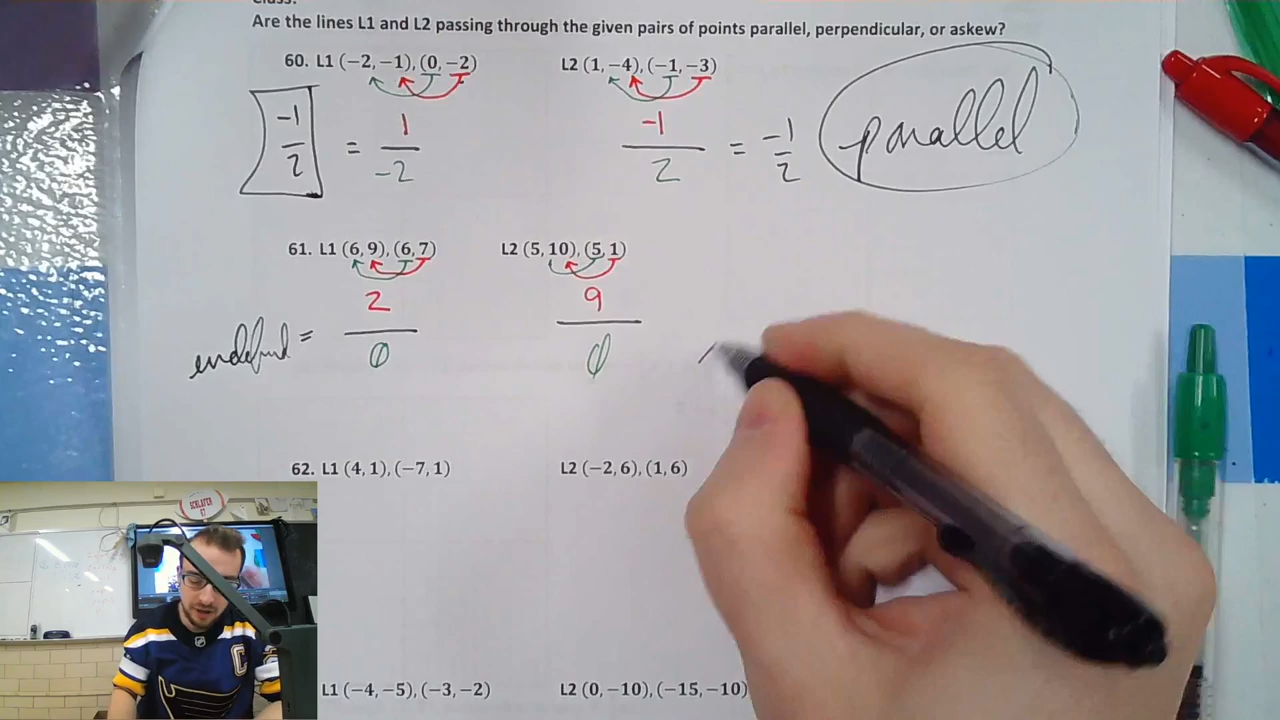 Class:
Are the lines L1 and L2 passing through the given pairs of points parallel, perpendicular, or askew?
60. L1 (−2, −1), (0, −2) L2 (1, −4), (−1, −3)
-1/2 = 1/-2 -1/2 = -1/2 parallel
61. L1 (6, 9), (6, 7) L2 (5, 10), (5, 1)
= 2/0 9/0
62. L1 (4, 1), (−7, 1) L2 (−2, 6), (1, 6)
L1 (−4, −5), (−3, −2) L2 (0, −10), (−15, −10)
C